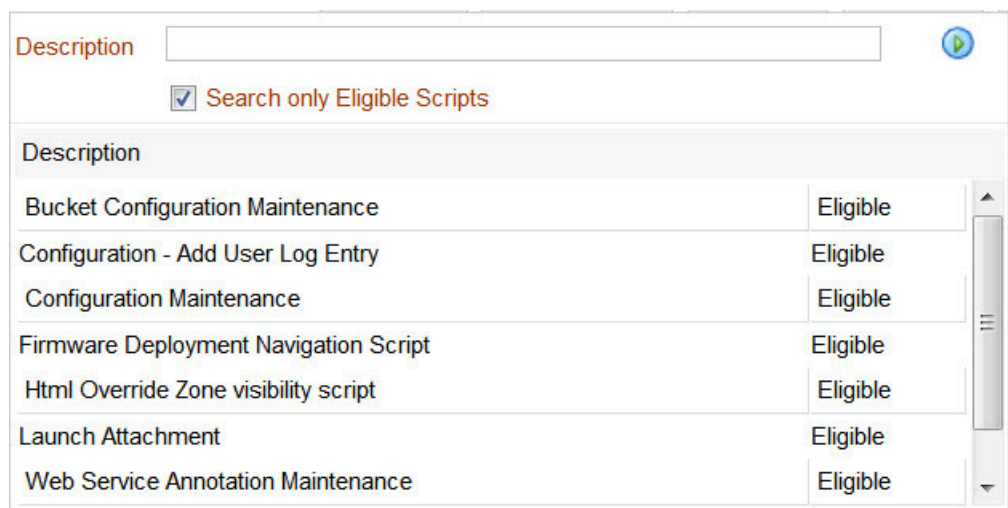 Description
Search only Eligible Scripts
Description
Bucket Configuration Maintenance Eligible
Configuration - Add User Log Entry Eligible
Configuration Maintenance Eligible
Firmware Deployment Navigation Script Eligible
Html Override Zone visibility script Eligible
Launch Attachment Eligible
Web Service Annotation Maintenance Eligible